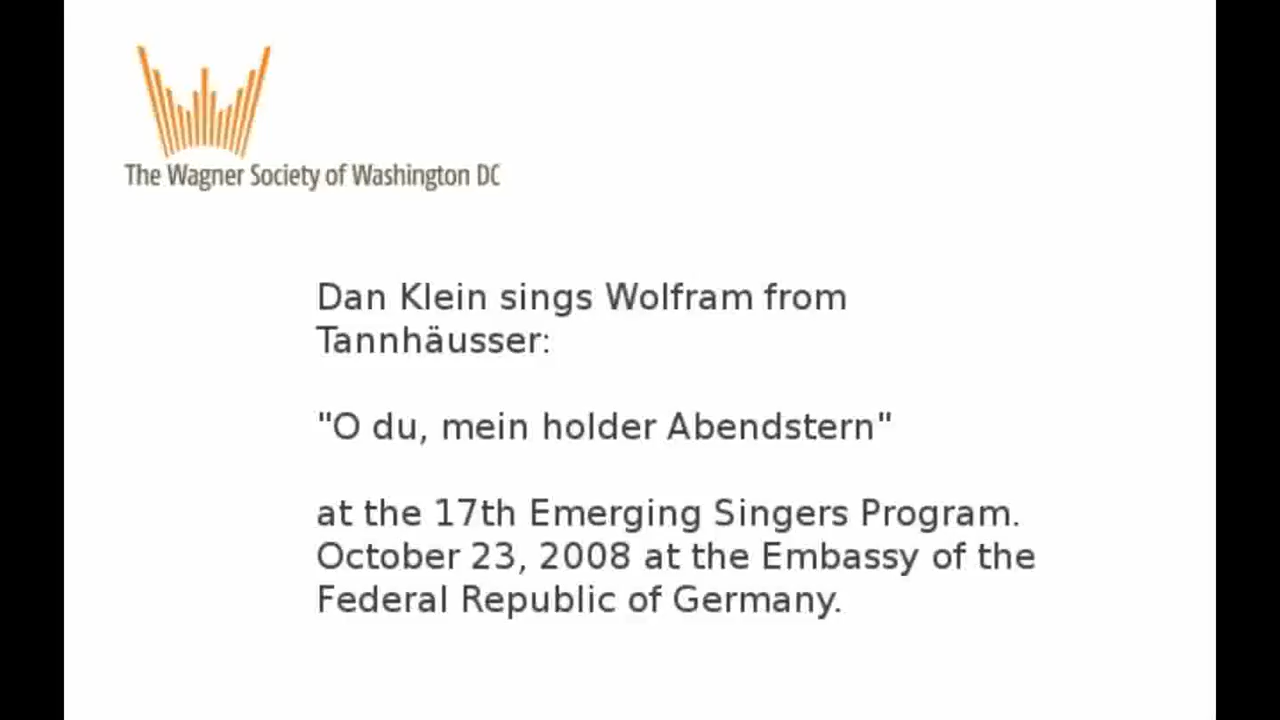 The Wagner Society of Washington DC
Dan Klein sings Wolfram from
Tannhäusser:
"O du, mein holder Abendstern"
at the 17th Emerging Singers Program.
October 23, 2008 at the Embassy of the
Federal Republic of Germany.